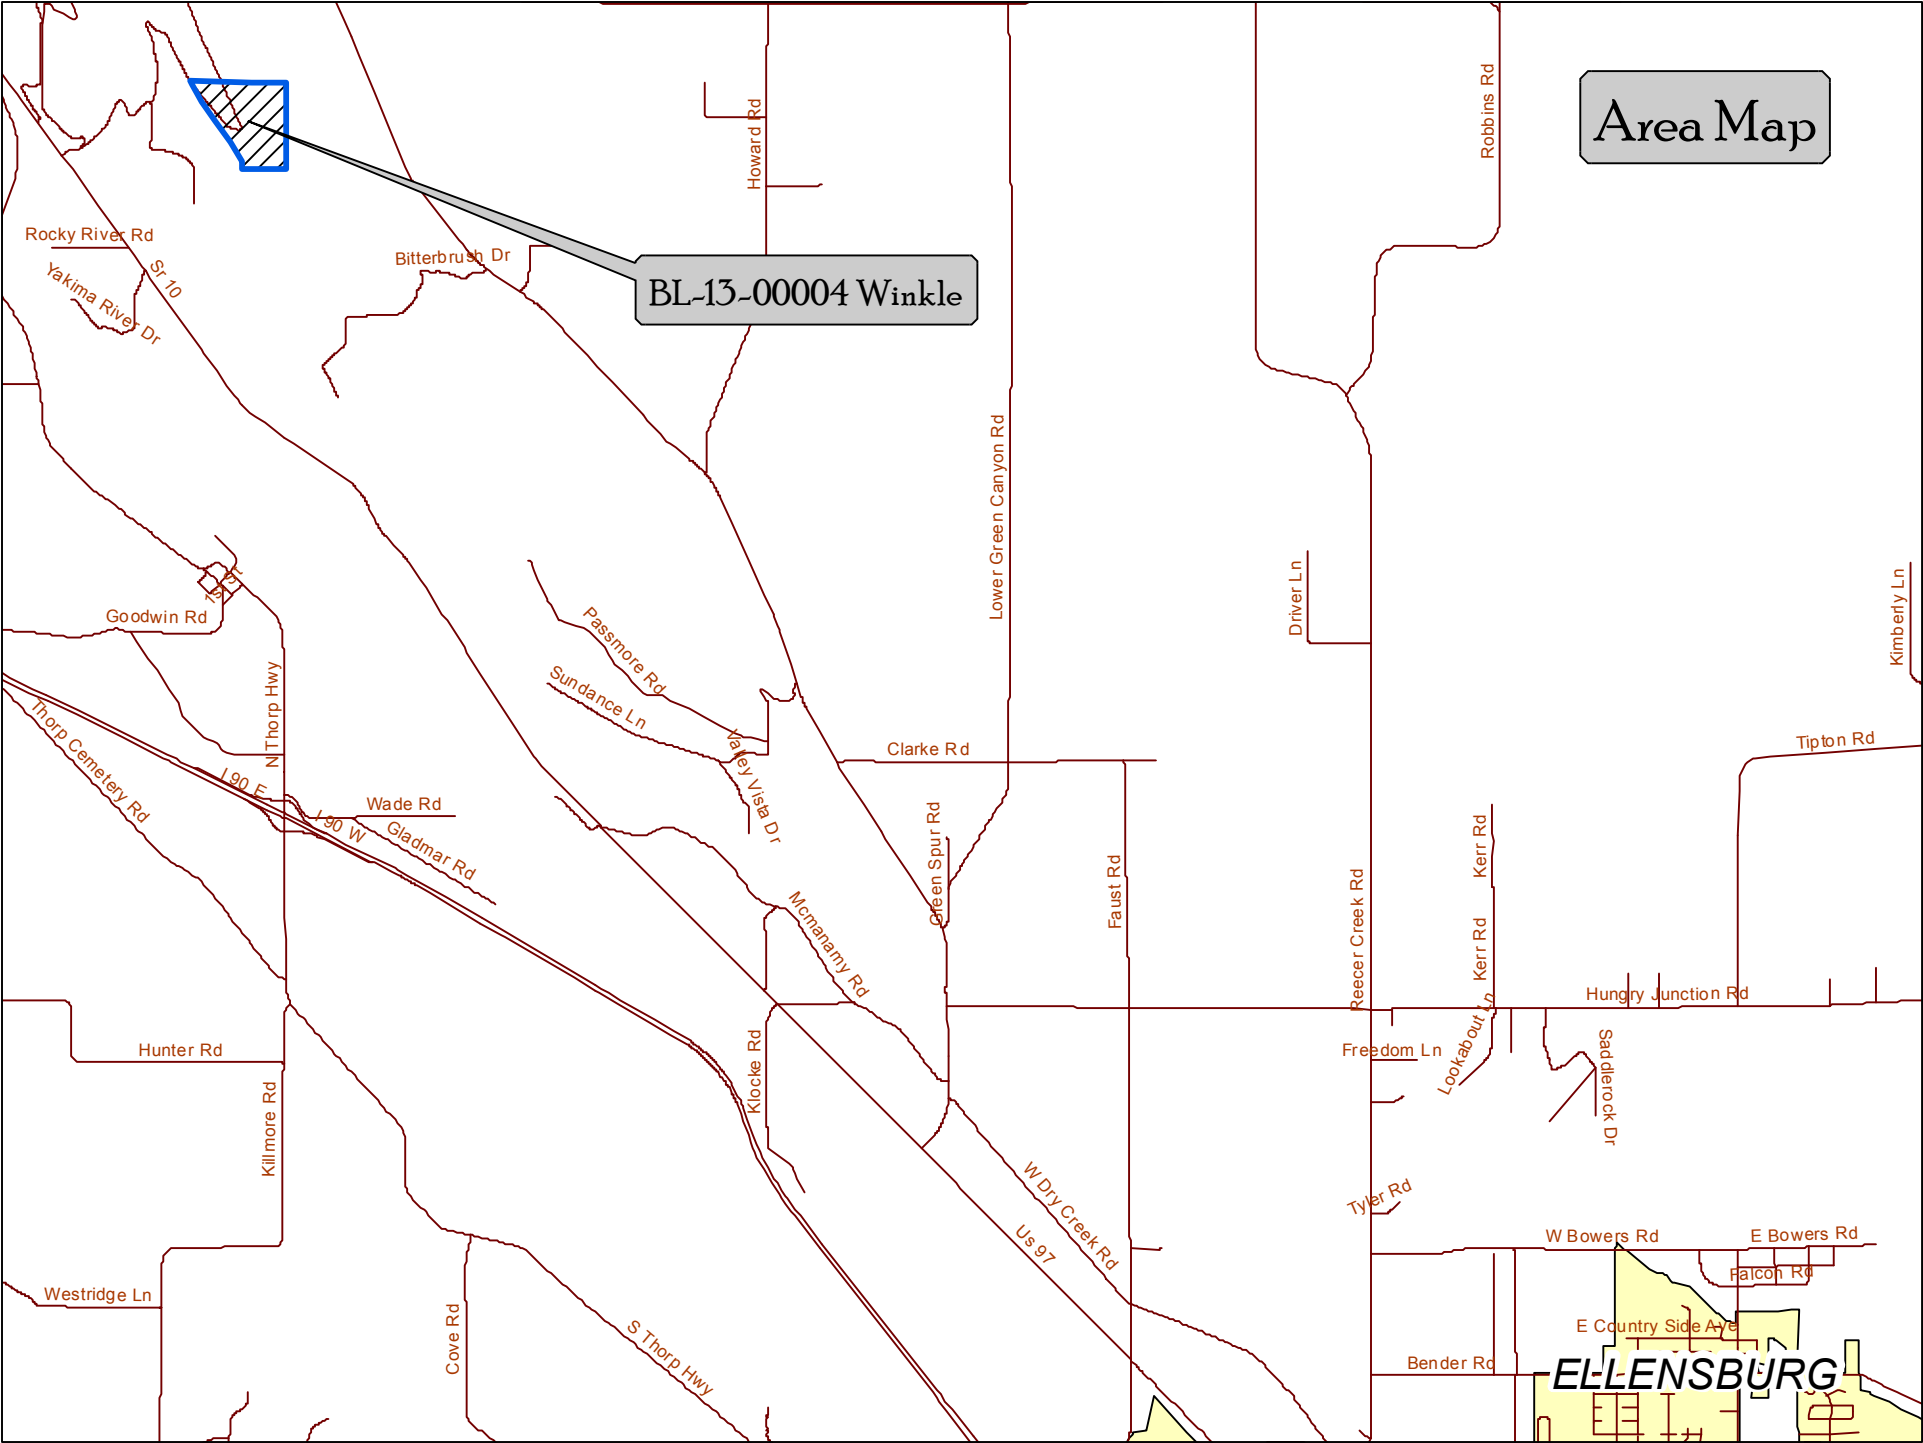 Area Map
Robbins Rd
Howard Rd
Rocky River Rd
Sr 10
Yakima River Dr
Bitterbrush Dr
BL-13-00004 Winkle
Lower Green Canyon Rd
Driver Ln
Kimberly Ln
Goodwin Rd
Passmore Rd
Sundance Ln
N Thorp Hwy
Thorp Cemetery Rd
Valley Vista Dr
Clarke Rd
Tipton Rd
I 90 E
I 90 W
Wade Rd
Gladmar Rd
Green Spur Rd
Faust Rd
Kerr Rd
Reecer Creek Rd
Kerr Rd
Mcmanamy Rd
Hungry Junction Rd
Lookabout Ln
Freedom Ln
Saddlerock Dr
Hunter Rd
Killmore Rd
Klocke Rd
W Dry Creek Rd
Us 97
Tyler Rd
W Bowers Rd
E Bowers Rd
Falcon Rd
Westridge Ln
Cove Rd
S Thorp Hwy
E Country Side Ave
Bender Rd
ELLENSBURG